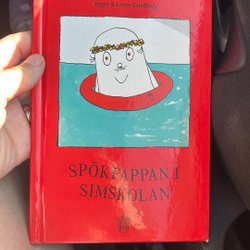 Inger & Lasse Sandberg
SPÖKPAPPAN I
SIMSKOLAN